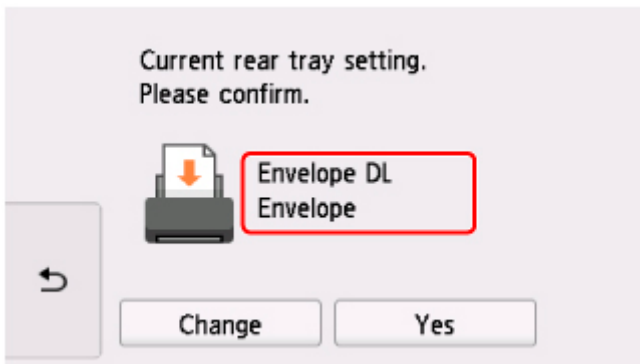 Current rear tray setting.
Please confirm.
Envelope DL
Envelope
Change
Yes